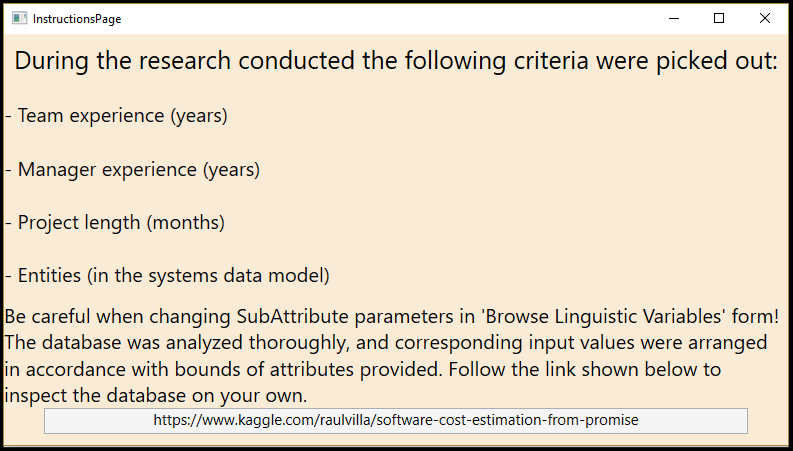 InstructionsPage
During the research conducted the following criteria were picked out:
- Team experience (years)
- Manager experience (years)
- Project length (months)
- Entities (in the systems data model)
Be careful when changing SubAttribute parameters in 'Browse Linguistic Variables' form!
The database was analyzed thoroughly, and corresponding input values were arranged
in accordance with bounds of attributes provided. Follow the link shown below to
inspect the database on your own.
https://www.kaggle.com/raulvilla/software-cost-estimation-from-promise